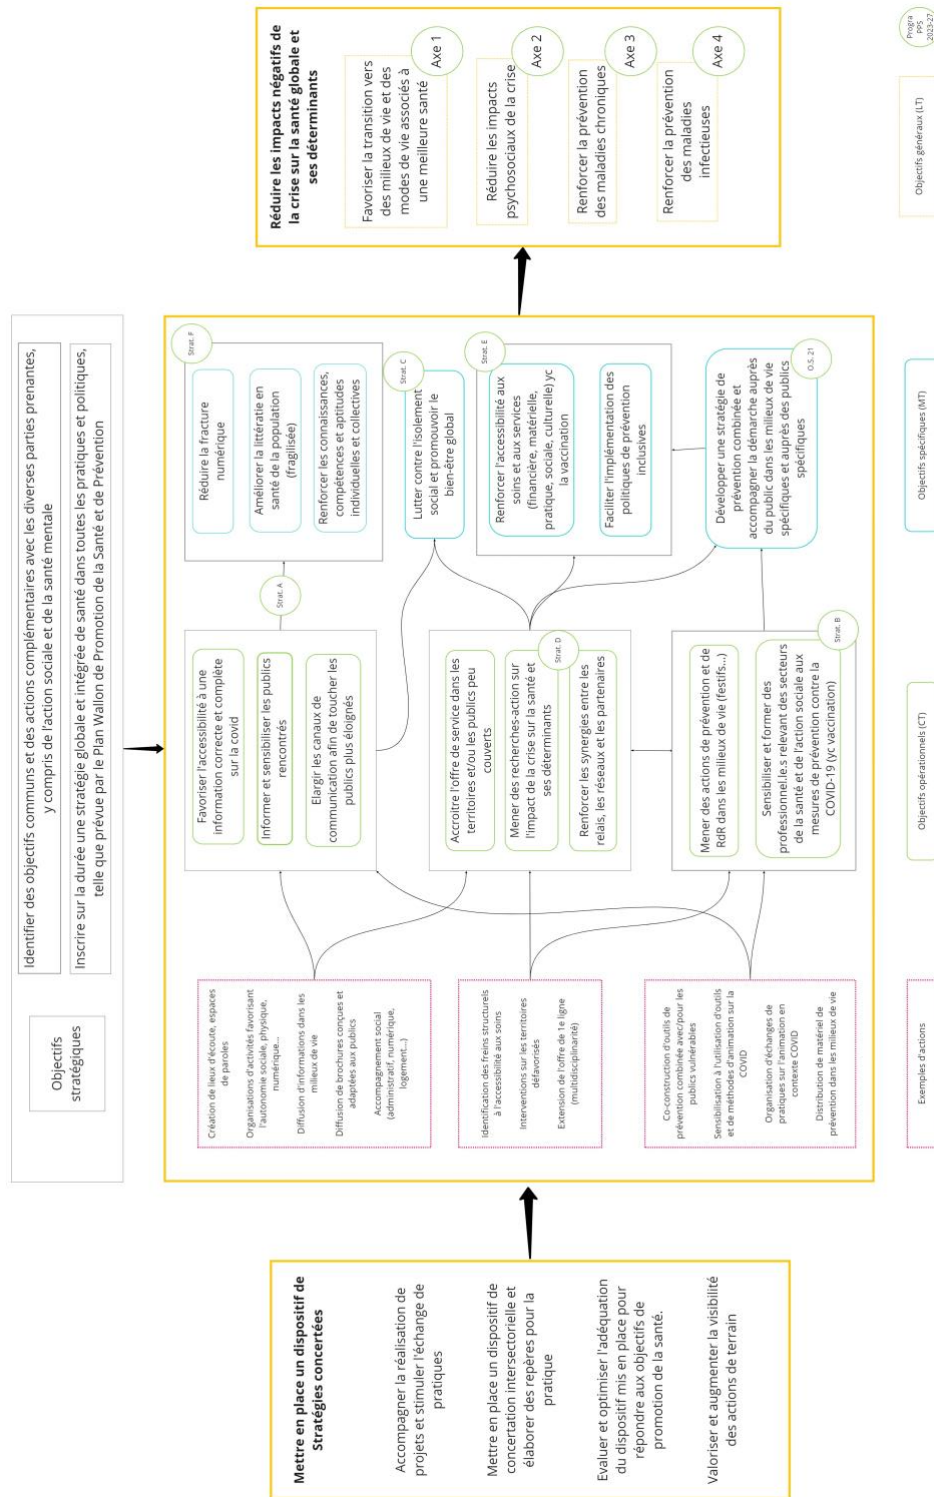 Objectifs
stratégiques
Identifier des objectifs communs et des actions complémentaires avec les diverses parties prenantes,
y compris de l'action sociale et de la santé mentale
Inscrire sur la durée une stratégie globale et intégrée de santé dans toutes les pratiques et politiques,
telle que prévue par le Plan Wallon de Promotion de la Santé et de Prévention
Mettre en place un dispositif de
Stratégies concertées
Accompagner la réalisation de
projets et stimuler l'échange de
pratiques
Mettre en place un dispositif de
concertation intersectorielle et
élaborer des repères pour la
pratique
Evaluer et optimiser l'adéquation
du dispositif mis en place pour
répondre aux objectifs de
promotion de la santé.
Valoriser et augmenter la visibilité
des actions de terrain
Création de lieux d'écoute, espaces
de paroles
Organisations d'activités favorisant
l'autonomie sociale, physique,
numérique...
Diffusion d'informations dans les
milieux de vie
Diffusion de brochures conçues et
adaptées aux publics
Accompagnement social
(administratif, numérique,
logement...)
Identification des freins structurels
à l'accessibilité aux soins
Interventions sur les territoires
défavorisés
Extension de l'offre de 1e ligne
(multidisciplinarité)
Co-construction d'outils de
prévention combinée avec/pour les
publics vulnérables
Sensibilisation à l'utilisation d'outils
et de méthodes d'animation sur la
COVID
Organisation d'échanges de
pratiques sur l'animation en
contexte COVID
Distribution de matériel de
prévention dans les milieux de vie
Favoriser l'accessibilité à une
information correcte et complète
sur la covid
Informer et sensibiliser les publics
rencontrés
Elargir les canaux de
communication afin de toucher les
publics plus éloignés
Strat. A
Accroitre l'offre de service dans les
territoires et/ou les publics peu
couverts
Mener des recherches-action sur
l'impact de la crise sur la santé et
ses déterminants
Strat. D
Renforcer les synergies entre les
relais, les réseaux et les partenaires
Mener des actions de prévention et de
RdR dans les milieux de vie (festifs...)
Sensibiliser et former des
professionnel.le.s relevant des secteurs
de la santé et de l'action sociale aux
mesures de prévention contre la
COVID-19 (yc vaccination)
Strat. B
Strat. F
Réduire la fracture
numérique
Améliorer la littératie en
santé de la population
(fragilisée)
Renforcer les connaissances,
compétences et aptitudes
individuelles et collectives
Strat. C
Lutter contre l'isolement
social et promouvoir le
bien-être global
Strat. E
Renforcer l'accessibilité aux
soins et aux services
(financière, matérielle,
pratique, sociale, culturelle) yc
la vaccination
Faciliter l'implémentation des
politiques de prévention
inclusives
Développer une stratégie de
prévention combinée et
accompagner la démarche auprès
du public dans les milieux de vie
spécifiques et auprès des publics
spécifiques
O.S. 21
Réduire les impacts négatifs de
la crise sur la santé globale et
ses déterminants
Favoriser la transition vers
des milieux de vie et des
modes de vie associés à
une meilleure santé
Axe 1
Réduire les impacts
psychosociaux de la crise
Axe 2
Renforcer la prévention
des maladies chroniques
Axe 3
Renforcer la prévention
des maladies
infectieuses
Axe 4
Exemples d'actions
Objectifs opérationnels (CT)
Objectifs spécifiques (MT)
Objectifs généraux (LT)
Progra
PPS
2023-27